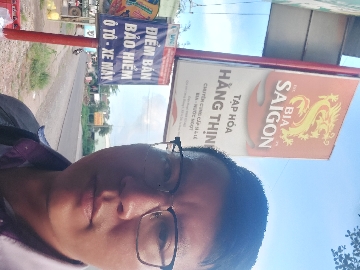 ĐIỂM BÁN
BẢO HIỂM
Ô TÔ - XE MÁY
BIA
SAIGON
TẠP HÓA
HẰNG THỊNH